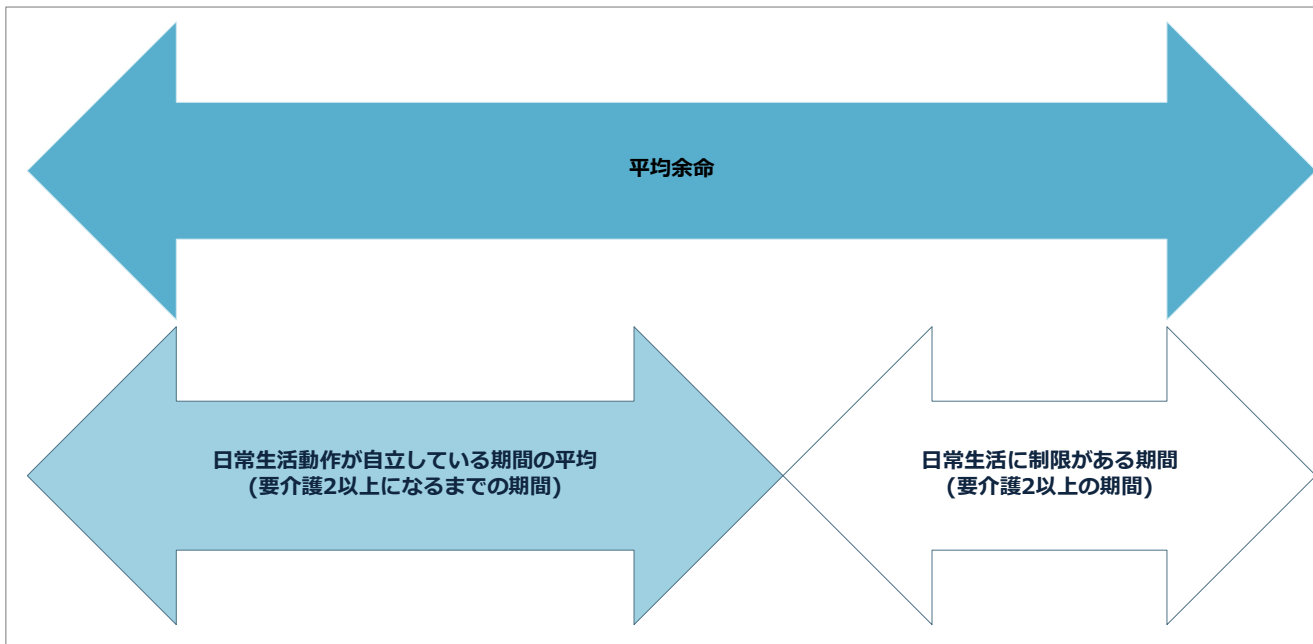 平均余命
日常生活動作が自立している期間の平均
(要介護2以上になるまでの期間)
日常生活に制限がある期間
(要介護2以上の期間)